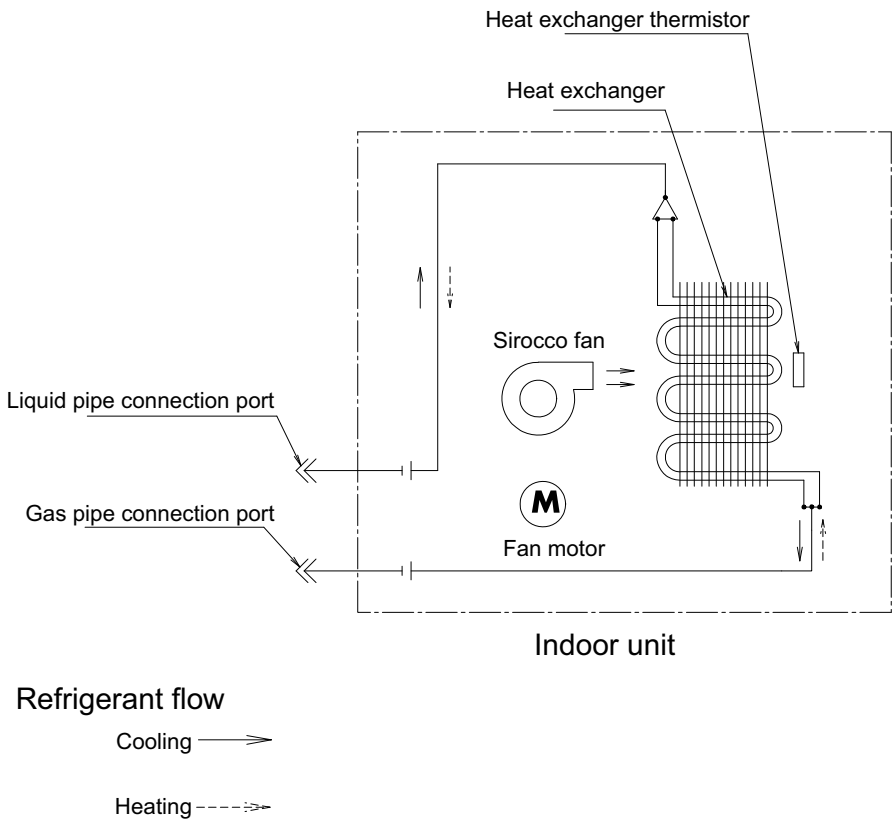 Heat exchanger thermistor
Heat exchanger
Sirocco fan
Liquid pipe connection port
Gas pipe connection port
M
Fan motor
Indoor unit
Refrigerant flow
Cooling
Heating